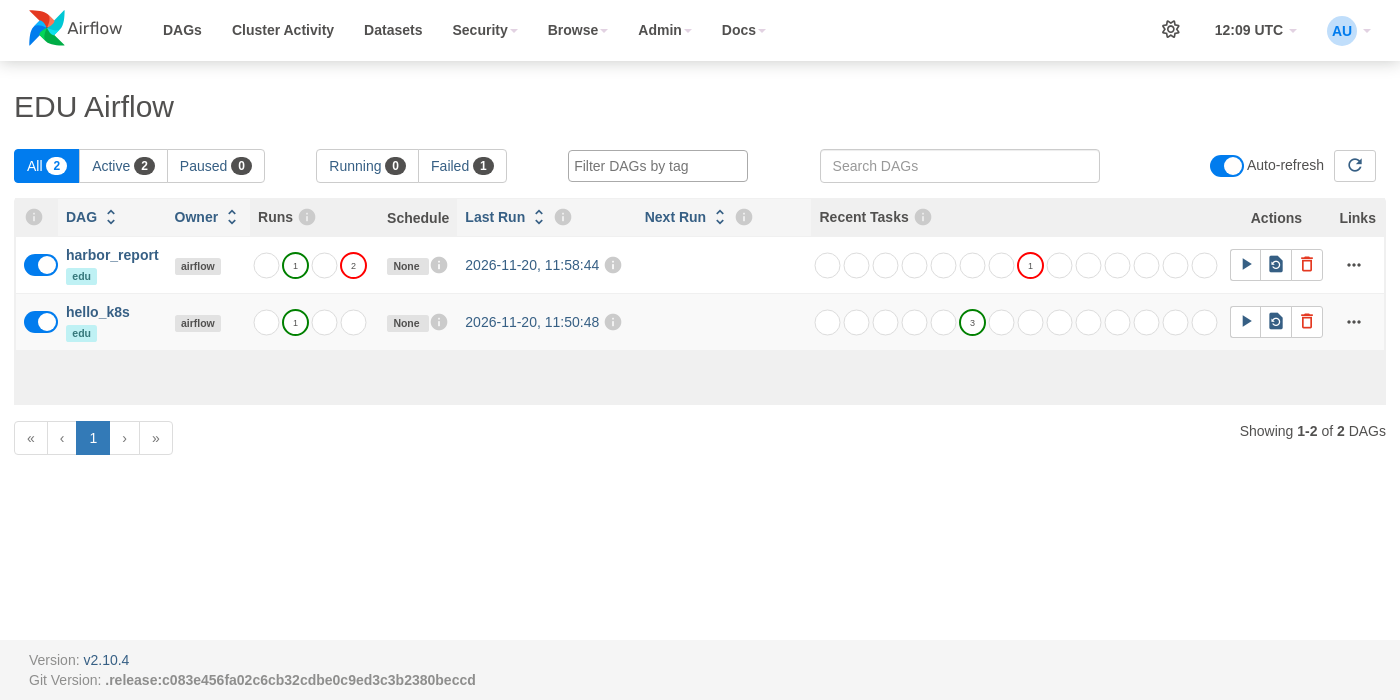 Airflow DAGs Cluster Activity Datasets Security Browse Admin Docs 12:09 UTC AU
EDU Airflow
All 2 Active 2 Paused 0 Running 0 Failed 1 Filter DAGs by tag Search DAGs Auto-refresh
DAG Owner Runs Schedule Last Run Next Run Recent Tasks Actions Links
harbor_report
edu airflow 1 2 None 2026-11-20, 11:58:44 1
hello_k8s
edu airflow 1 None 2026-11-20, 11:50:48 3
« ‹ 1 › » Showing 1-2 of 2 DAGs
Version: v2.10.4
Git Version: .release:c083e456fa02c6cb32cdbe0c9ed3c3b2380beccd